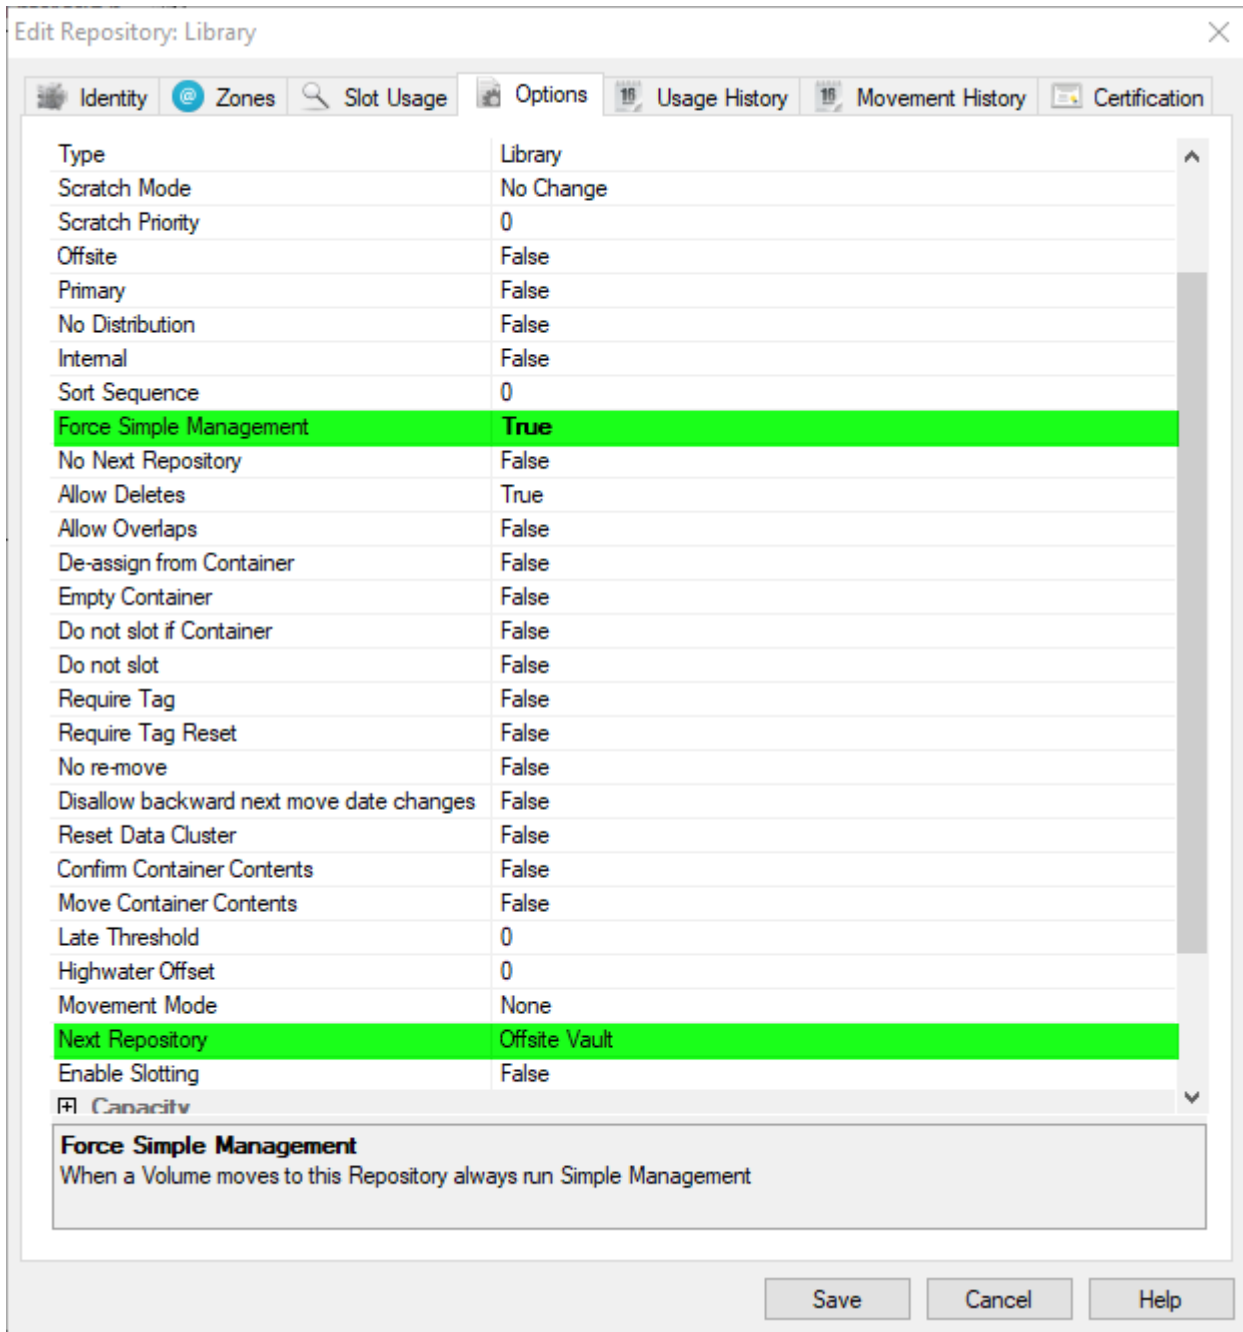 Edit Repository: Library
Identity Zones Slot Usage Options Usage History Movement History Certification
Type Library
Scratch Mode No Change
Scratch Priority 0
Offsite False
Primary False
No Distribution False
Internal False
Sort Sequence 0
Force Simple Management True
No Next Repository False
Allow Deletes True
Allow Overlaps False
De-assign from Container False
Empty Container False
Do not slot if Container False
Do not slot False
Require Tag False
Require Tag Reset False
No re-move False
Disallow backward next move date changes False
Reset Data Cluster False
Confirm Container Contents False
Move Container Contents False
Late Threshold 0
Highwater Offset 0
Movement Mode None
Next Repository Offsite Vault
Enable Slotting False
Capacity
Force Simple Management
When a Volume moves to this Repository always run Simple Management
Save Cancel Help